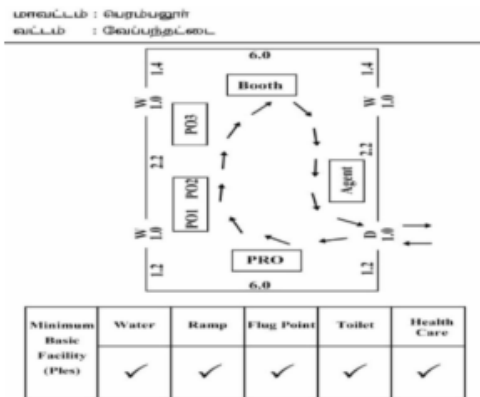 மாவட்டம் : பெரம்பலூர்
வட்டம் : வேப்பந்தட்டை
6.0
1.4
1.4
Booth
W
1.0
W
1.0
PO3
2.2
2.2
PO1 PO2
Agent
W
1.0
D
1.0
1.2
1.2
PRO
6.0
Minimum Basic Facility (Ples)
Water
Ramp
Flug Point
Toilet
Health Care